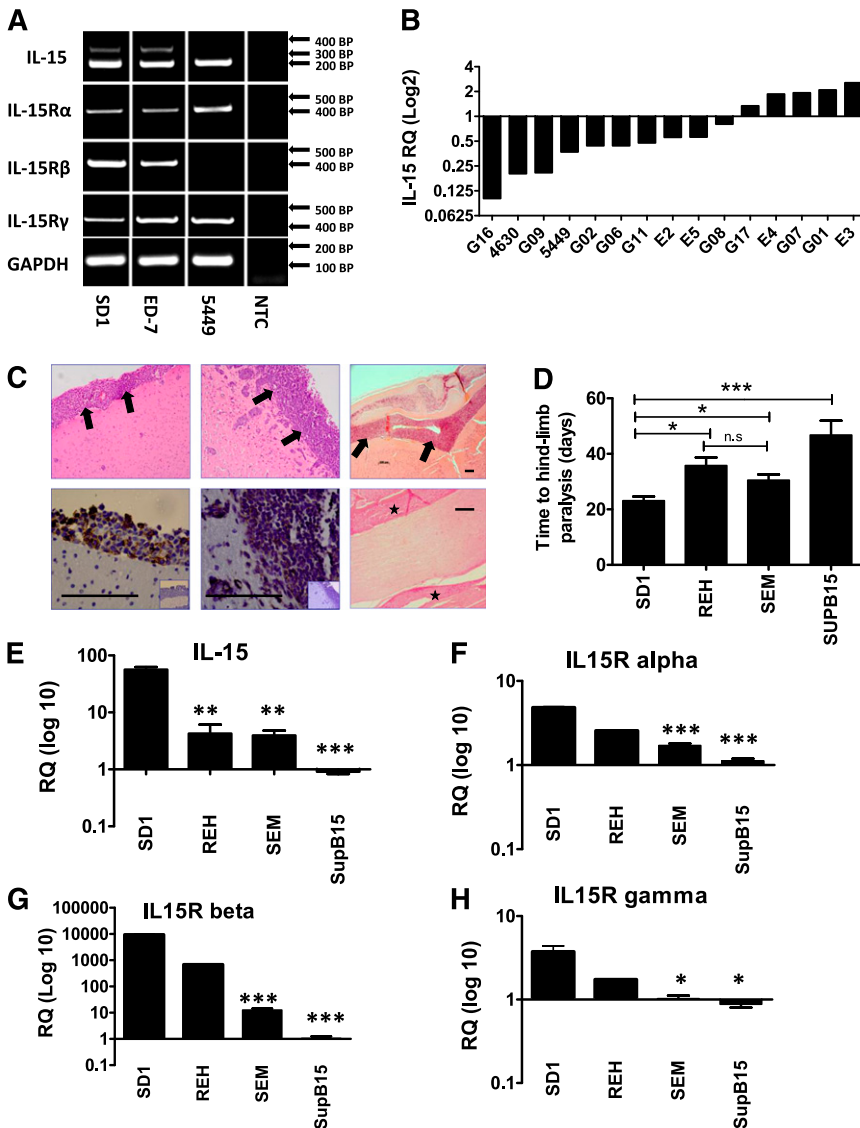 A
IL-15
IL-15Rα
IL-15Rβ
IL-15Rγ
GAPDH
400 BP
300 BP
200 BP
500 BP
400 BP
500 BP
400 BP
500 BP
400 BP
200 BP
100 BP
SD1
ED-7
5449
NTC
B
IL-15 RQ (Log2)
4
2
1
0.5
0.25
0.125
0.0625
G16
4630
G09
5449
G02
G06
G11
E2
E5
G08
G17
E4
G07
G01
E3
C
D
Time to hind-limb
paralysis (days)
60
40
20
0
***
*
*
n.s
SD1
REH
SEM
SUPB15
E
IL-15
RQ (log 10)
100
10
1
0.1
**
**
***
SD1
REH
SEM
SupB15
F
IL15R alpha
RQ (log 10)
10
1
0.1
***
***
SD1
REH
SEM
SupB15
G
IL15R beta
RQ (Log 10)
100000
10000
1000
100
10
1
0.1
***
***
SD1
REH
SEM
SupB15
H
IL15R gamma
RQ (log 10)
10
1
0.1
*
*
SD1
REH
SEM
SupB15